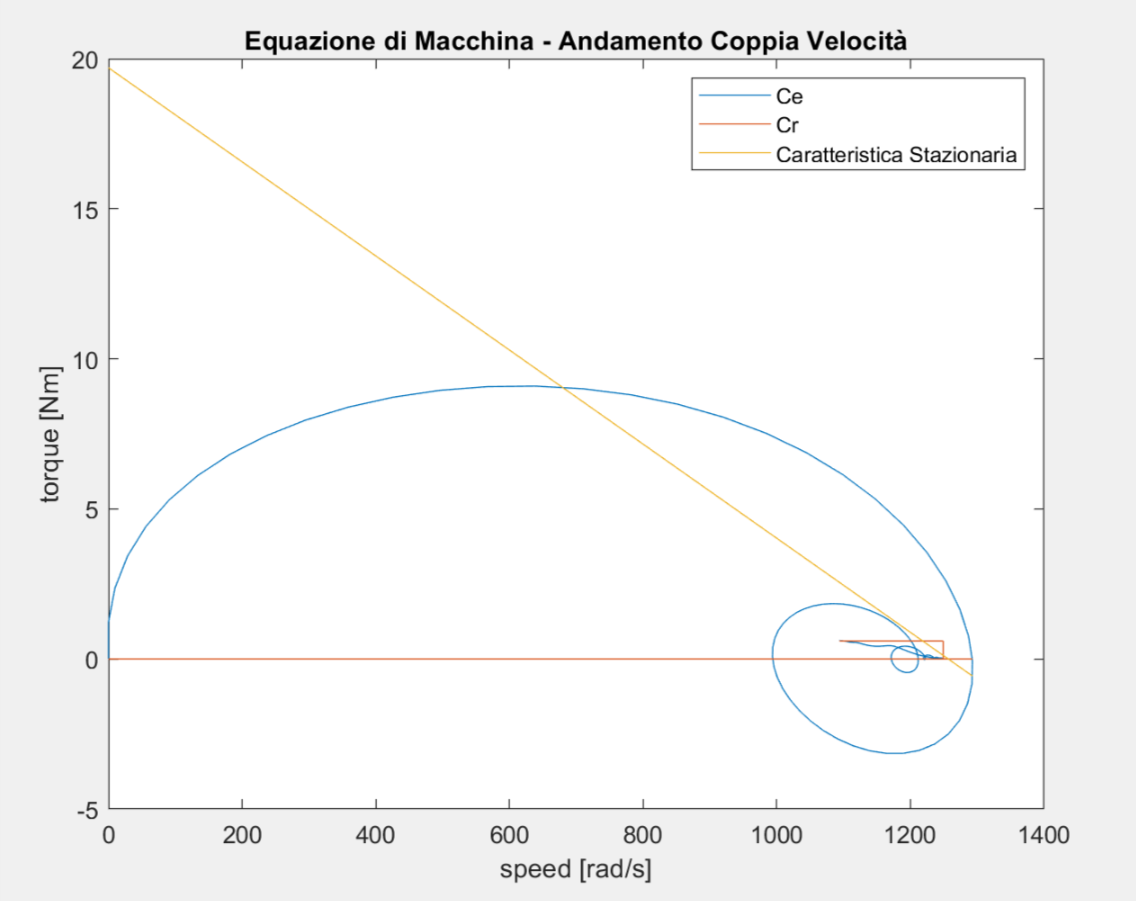 Equazione di Macchina - Andamento Coppia Velocità
20
15
10
5
0
-5
torque [Nm]
Ce
Cr
Caratteristica Stazionaria
0 200 400 600 800 1000 1200 1400
speed [rad/s]